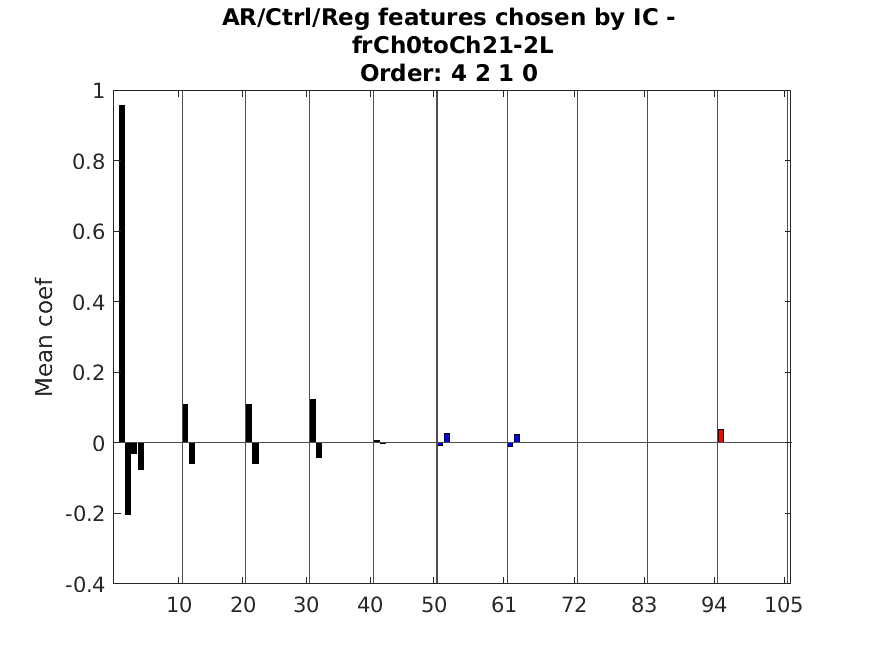 AR/Ctrl/Reg features chosen by IC -
frCh0toCh21-2L
Order: 4 2 1 0
1
0.8
0.6
0.4
0.2
0
-0.2
-0.4
Mean coef
10 20 30 40 50 61 72 83 94 105